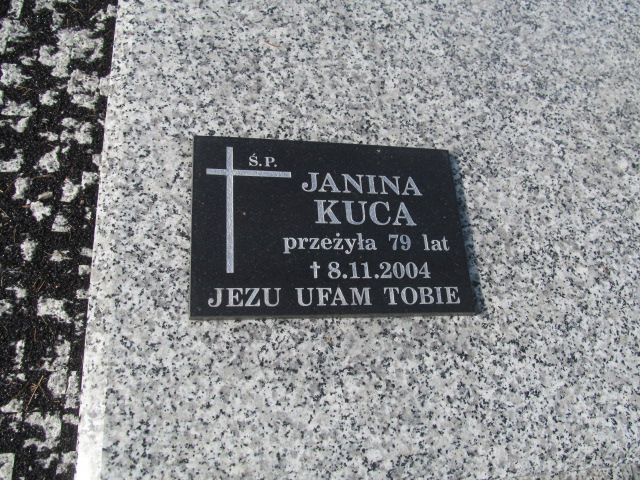 Ś.P.
JANINA
KUCA
przeżyła 79 lat
† 8.11.2004
JEZU UFAM TOBIE